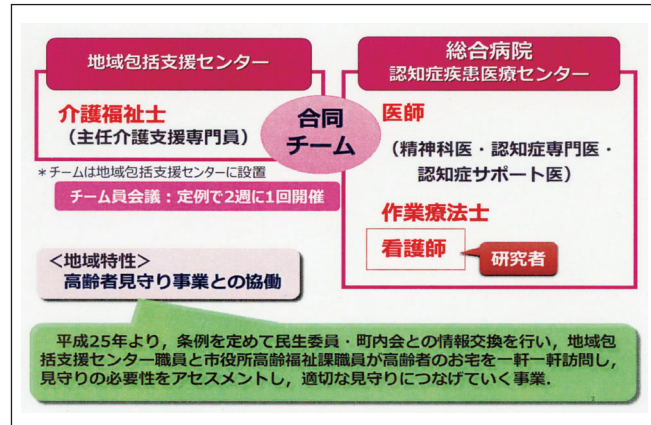 地域包括支援センター
介護福祉士
（主任介護支援専門員）
＊チームは地域包括支援センターに設置
チーム員会議：定例で2週に1回開催
合同
チーム
総合病院
認知症疾患医療センター
医師
（精神科医・認知症専門医・
認知症サポート医）
作業療法士
看護師
研究者
＜地域特性＞
高齢者見守り事業との協働
平成25年より，条例を定めて民生委員・町内会との情報交換を行い，地域包
括支援センター職員と市役所高齢福祉課職員が高齢者のお宅を一軒一軒訪問し，
見守りの必要性をアセスメントし，適切な見守りにつなげていく事業．
7